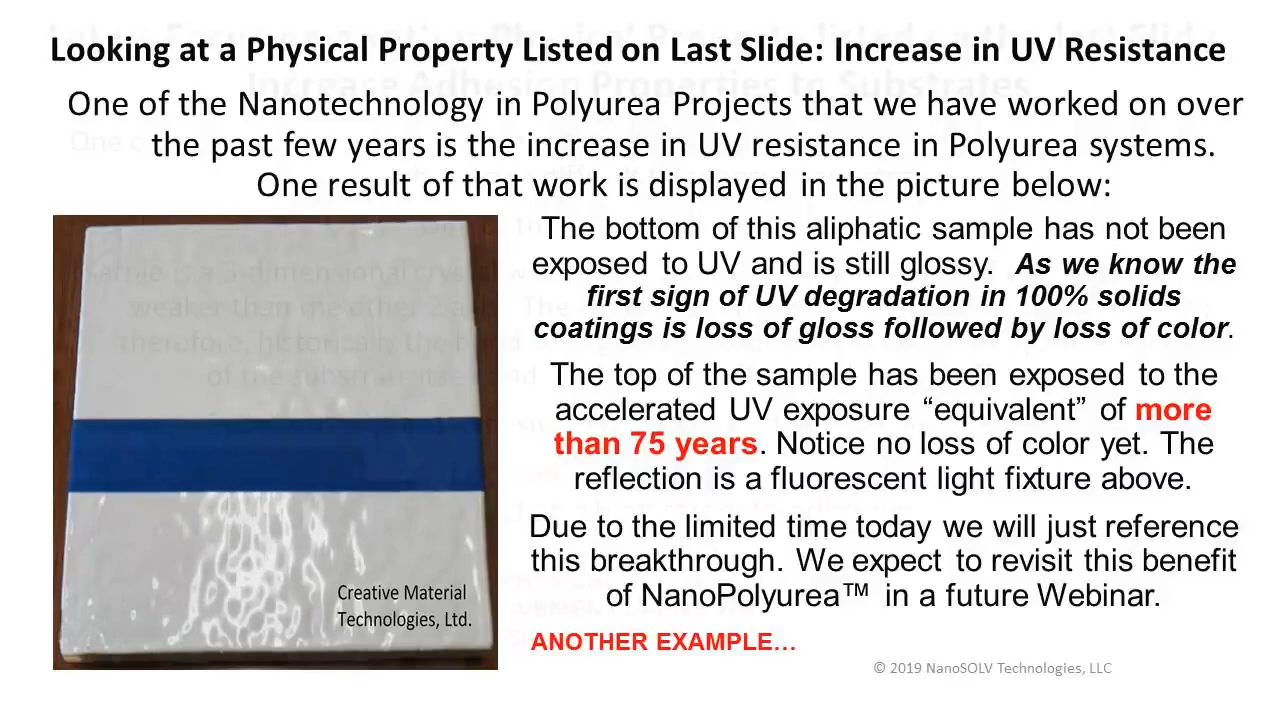 Looking at a Physical Property Listed on Last Slide: Increase in UV Resistance
Increase Adhesion Properties to Substrates
One of the Nanotechnology in Polyurea Projects that we have worked on over
the past few years is the increase in UV resistance in Polyurea systems.
One result of that work is displayed in the picture below:
The bottom of this aliphatic sample has not been
exposed to UV and is still glossy. As we know the
first sign of UV degradation in 100% solids
coatings is loss of gloss followed by loss of color.
The top of the sample has been exposed to the
accelerated UV exposure “equivalent” of more
than 75 years. Notice no loss of color yet. The
reflection is a fluorescent light fixture above.
Due to the limited time today we will just reference
this breakthrough. We expect to revisit this benefit
of NanoPolyurea™ in a future Webinar.
Creative Material
Technologies, Ltd.
ANOTHER EXAMPLE…
© 2019 NanoSOLV Technologies, LLC